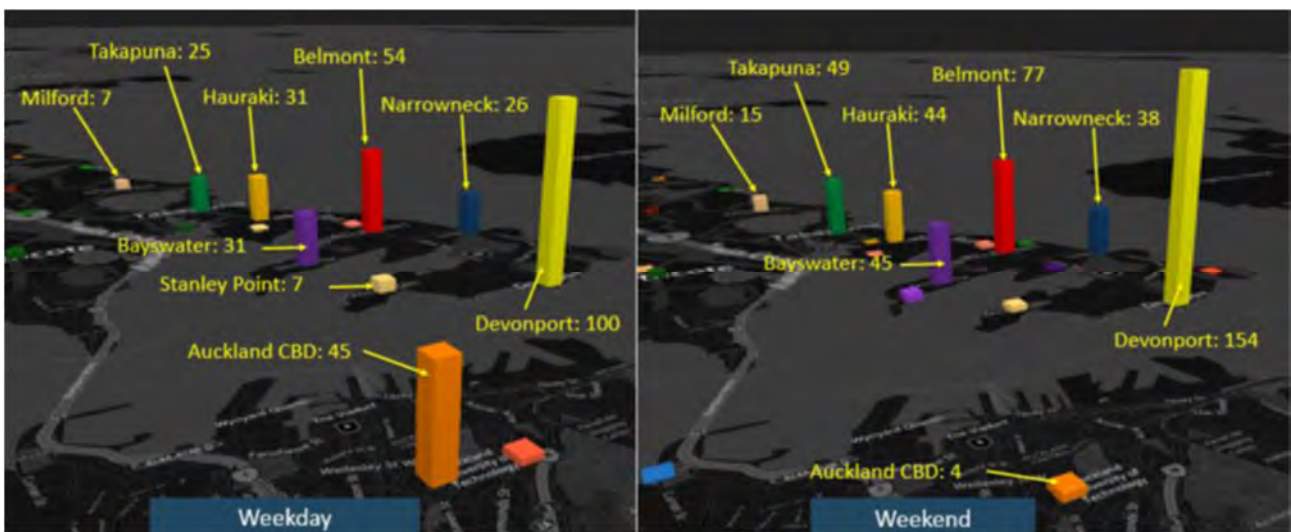 Takapuna: 25
Belmont: 54
Milford: 7
Hauraki: 31
Narrowneck: 26
Bayswater: 31
Stanley Point: 7
Devonport: 100
Auckland CBD: 45
Weekday
Takapuna: 49
Belmont: 77
Milford: 15
Hauraki: 44
Narrowneck: 38
Bayswater: 45
Devonport: 154
Auckland CBD: 4
Weekend